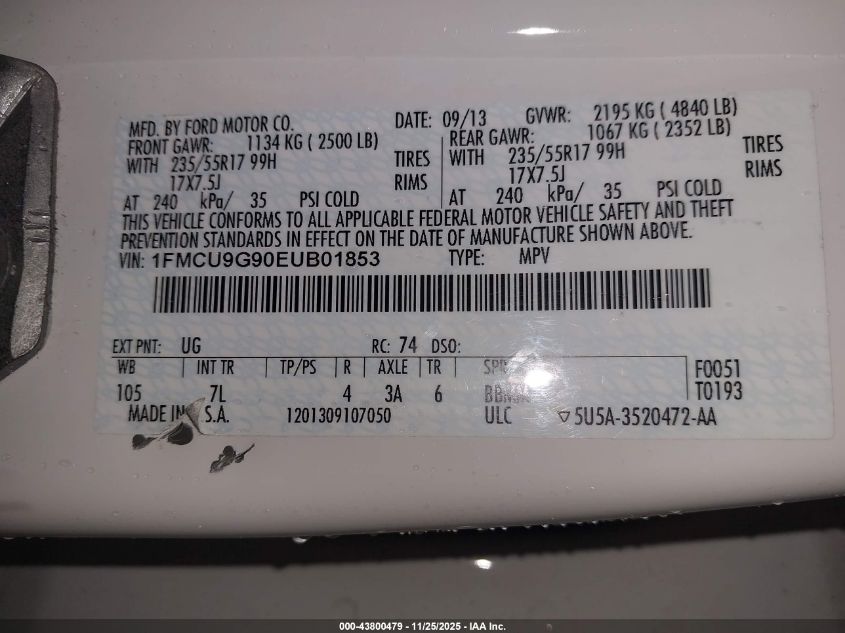 MFD. BY FORD MOTOR CO. DATE: 09/13 GVWR: 2195 KG ( 4840 LB)
FRONT GAWR: 1134 KG ( 2500 LB) REAR GAWR: 1067 KG ( 2352 LB)
WITH 235/55R17 99H TIRES WITH 235/55R17 99H TIRES
17X7.5J RIMS 17X7.5J RIMS
AT 240 kPa/ 35 PSI COLD AT 240 kPa/ 35 PSI COLD
THIS VEHICLE CONFORMS TO ALL APPLICABLE FEDERAL MOTOR VEHICLE SAFETY AND THEFT
PREVENTION STANDARDS IN EFFECT ON THE DATE OF MANUFACTURE SHOWN ABOVE.
VIN: 1FMCU9G90EUB01853 TYPE: MPV
EXT PNT: UG RC: 74 DSO:
WB INT TR TP/PS R AXLE TR SPR F0051
105 7L 4 3A 6 T0193
MADE IN S.A. 1201309107050 ULC 5U5A-3520472-AA
000-43800479 - 11/25/2025 - IAA Inc.